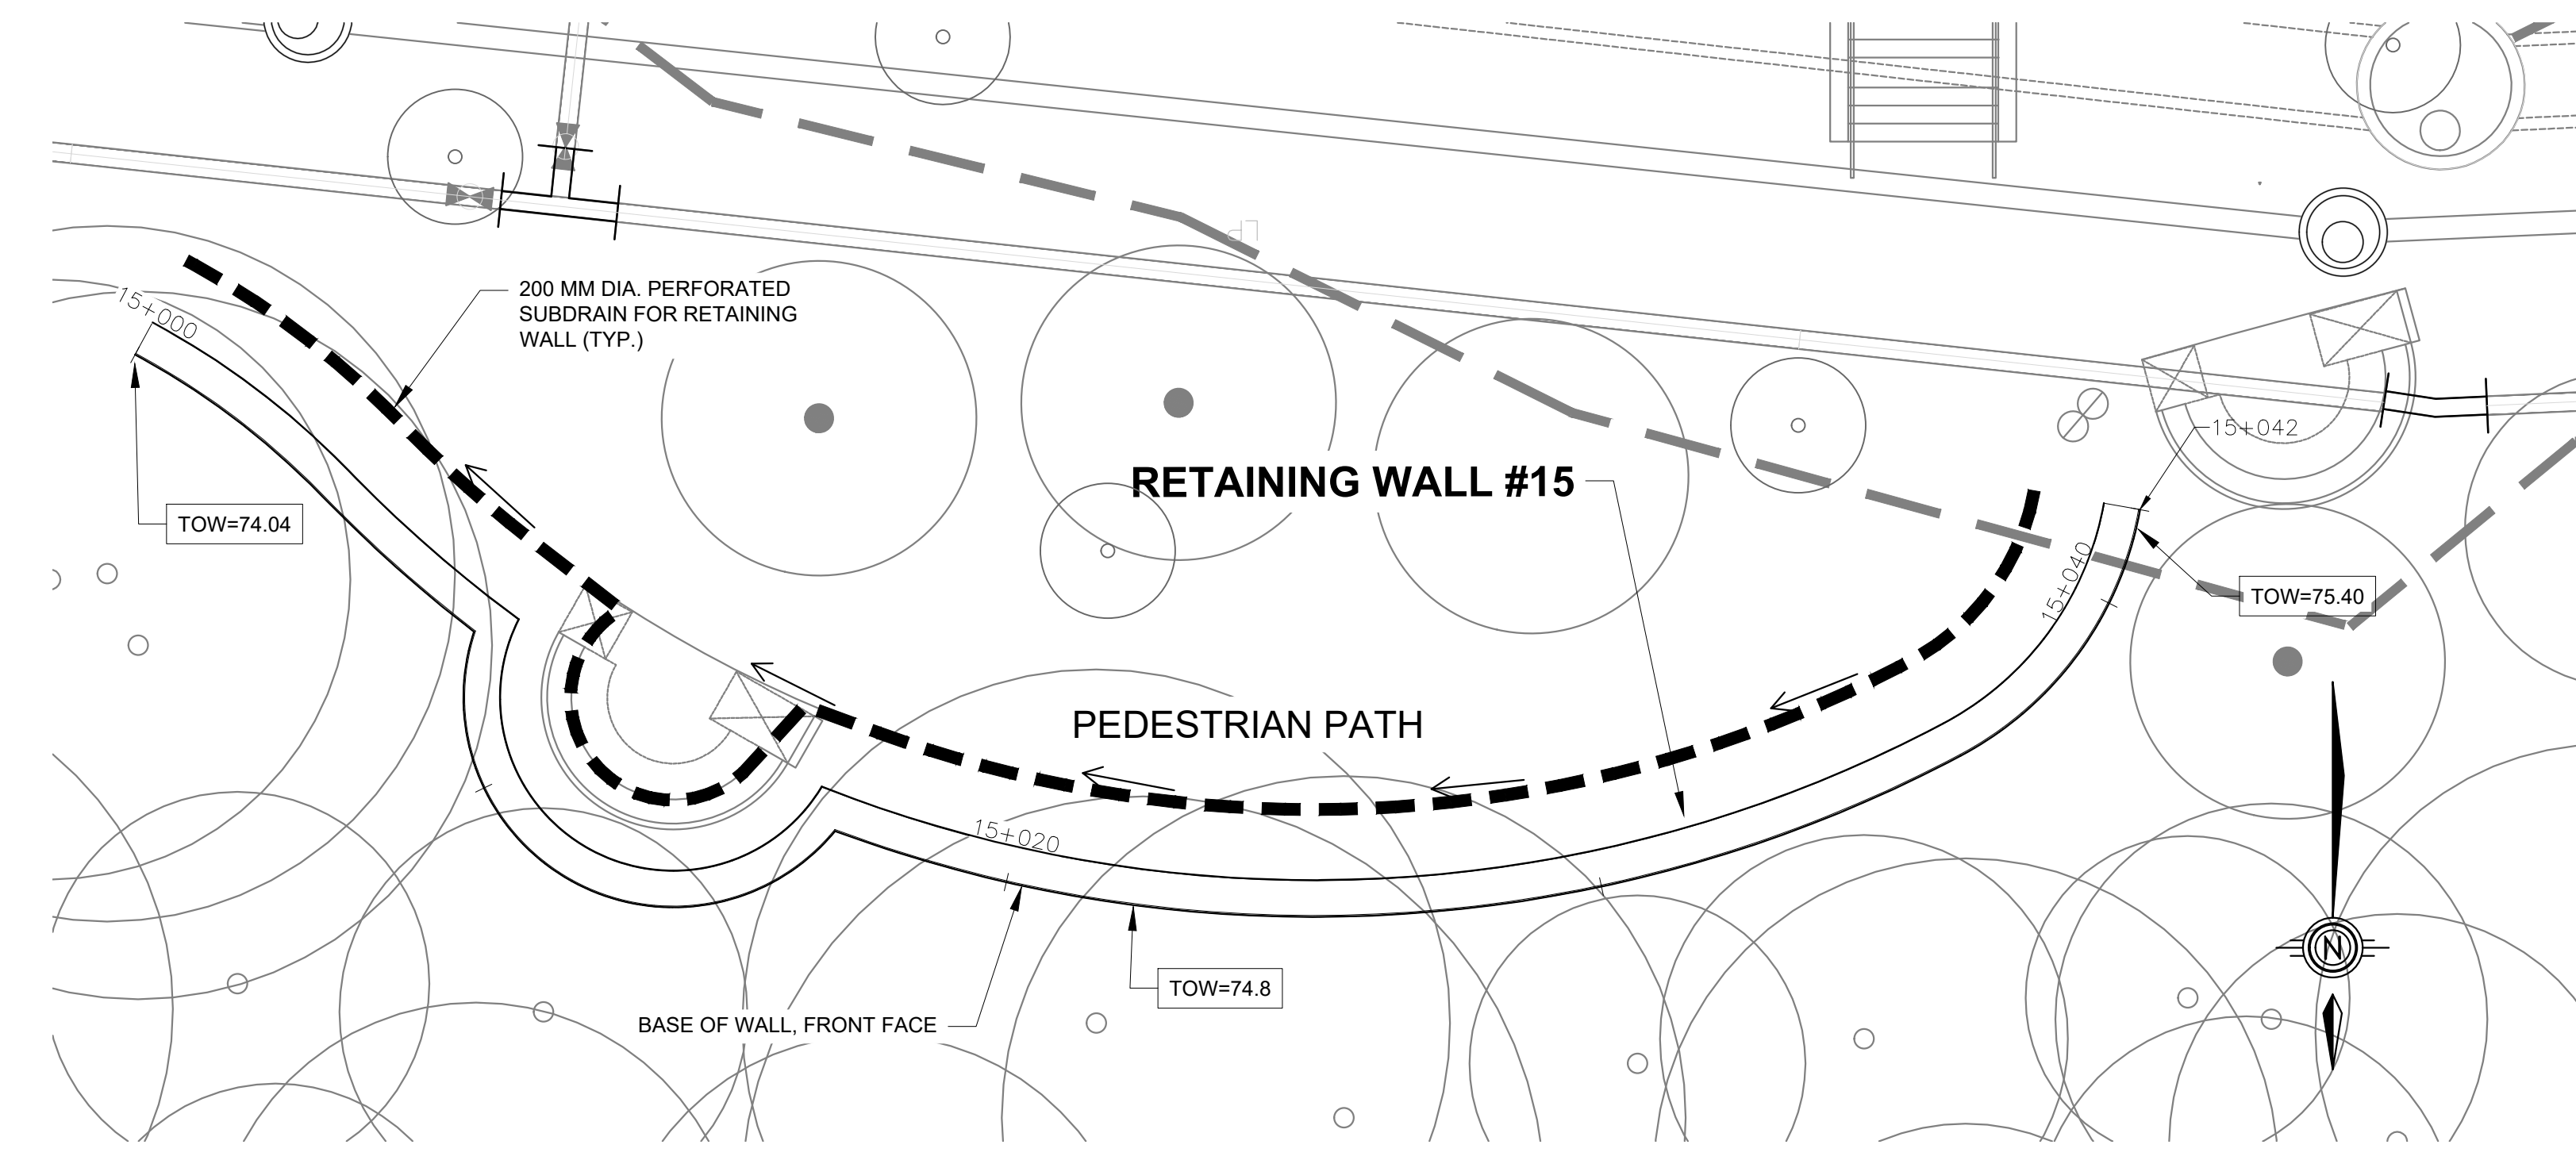 15+000
200 MM DIA. PERFORATED
SUBDRAIN FOR RETAINING
WALL (TYP.)
TOW=74.04
RETAINING WALL #15
15+042
15+040
TOW=75.40
PEDESTRIAN PATH
15+020
TOW=74.8
BASE OF WALL, FRONT FACE
N